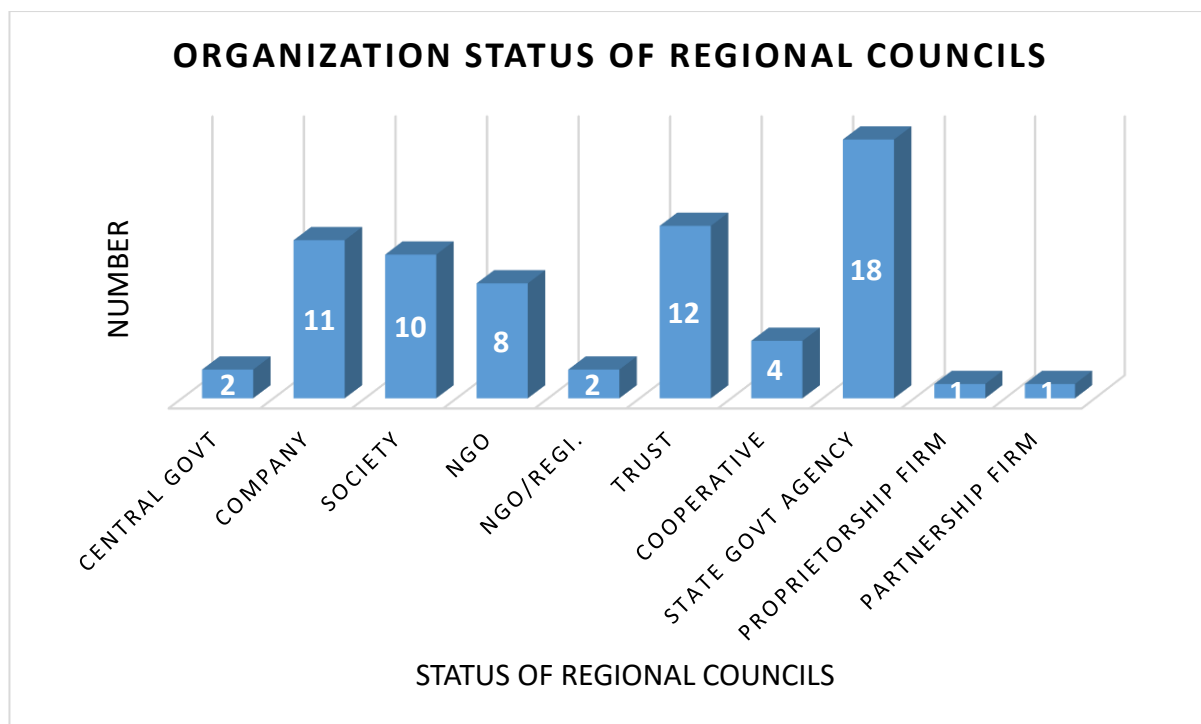 ORGANIZATION STATUS OF REGIONAL COUNCILS
NUMBER
2
11
10
8
2
12
4
18
1
1
CENTRAL GOVT
COMPANY
SOCIETY
NGO
NGO/REGI.
TRUST
COOPERATIVE
STATE GOVT AGENCY
PROPRIETORSHIP FIRM
PARTNERSHIP FIRM
STATUS OF REGIONAL COUNCILS